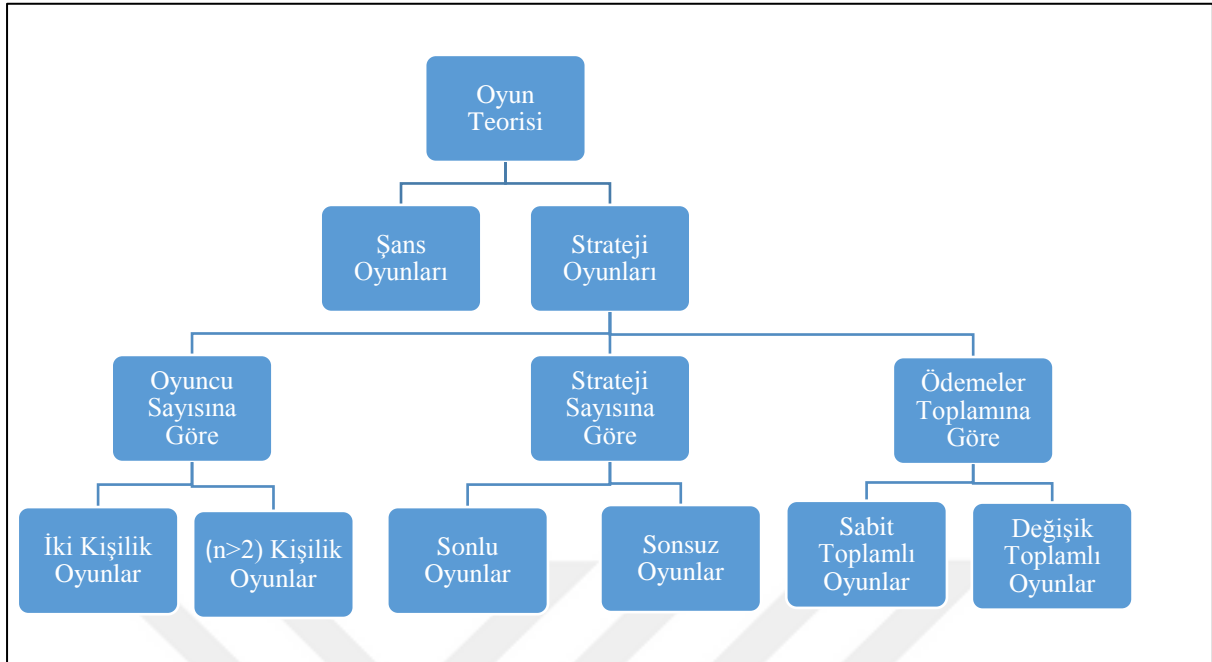 Oyun
Teorisi
Şans
Oyunları
Strateji
Oyunları
Oyuncu
Sayısına
Göre
Strateji
Sayısına
Göre
Ödemeler
Toplamına
Göre
İki Kişilik
Oyunlar
(n>2) Kişilik
Oyunlar
Sonlu
Oyunlar
Sonsuz
Oyunlar
Sabit
Toplamlı
Oyunlar
Değişik
Toplamlı
Oyunlar